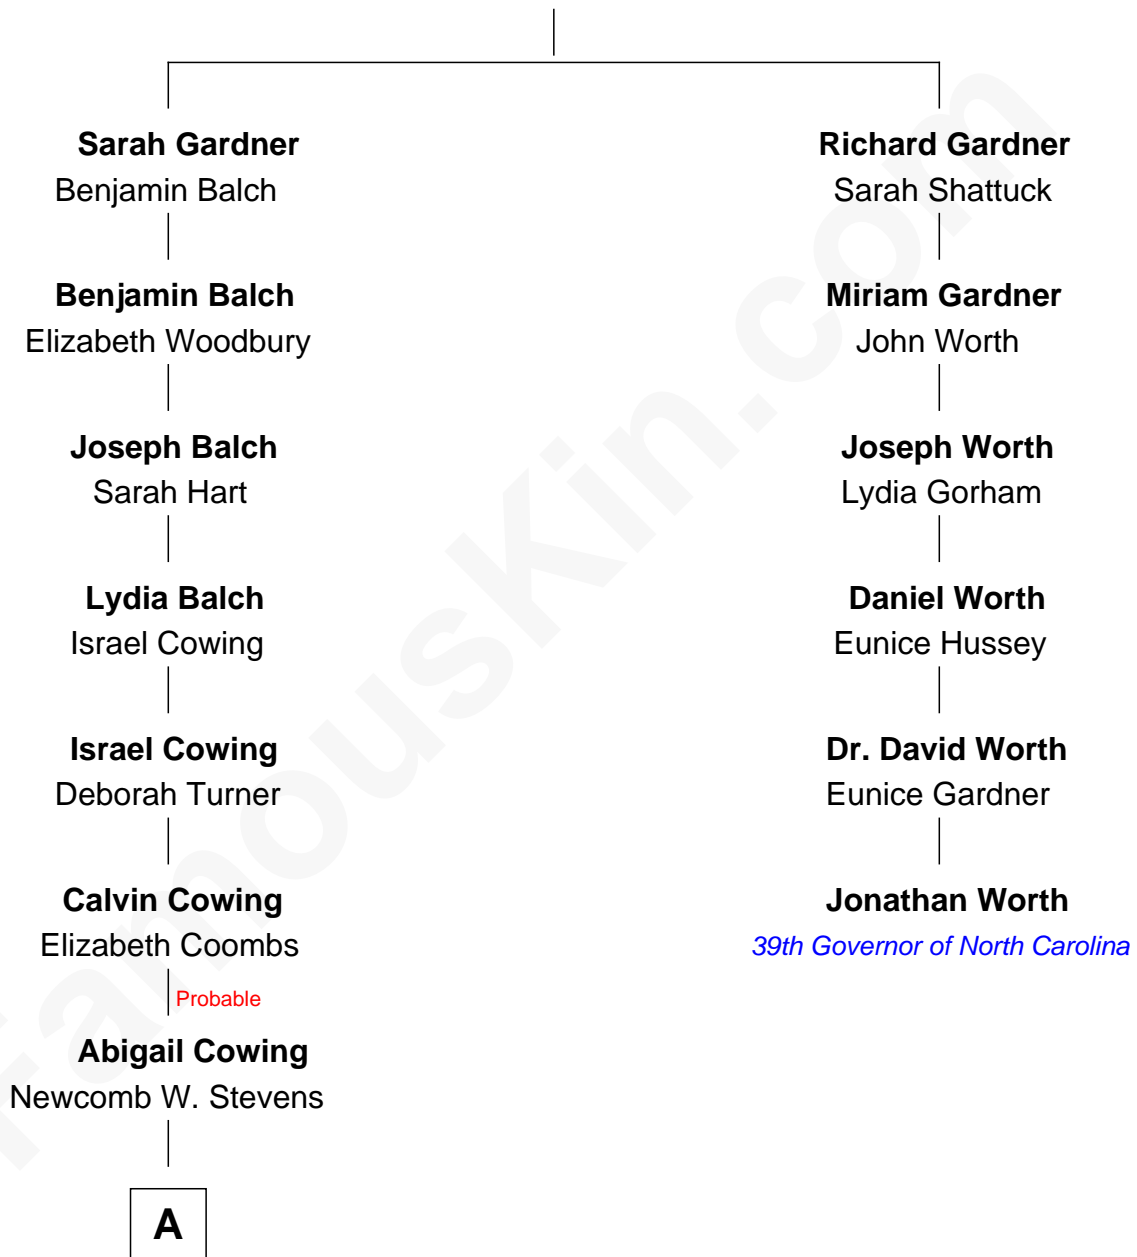 Sarah Gardner
Benjamin Balch
Benjamin Balch
Elizabeth Woodbury
Joseph Balch
Sarah Hart
Lydia Balch
Israel Cowing
Israel Cowing
Deborah Turner
Calvin Cowing
Elizabeth Coombs
Probable
Abigail Cowing
Newcomb W. Stevens
A
Richard Gardner
Sarah Shattuck
Miriam Gardner
John Worth
Joseph Worth
Lydia Gorham
Daniel Worth
Eunice Hussey
Dr. David Worth
Eunice Gardner
Jonathan Worth
39th Governor of North Carolina
FamousKin.com